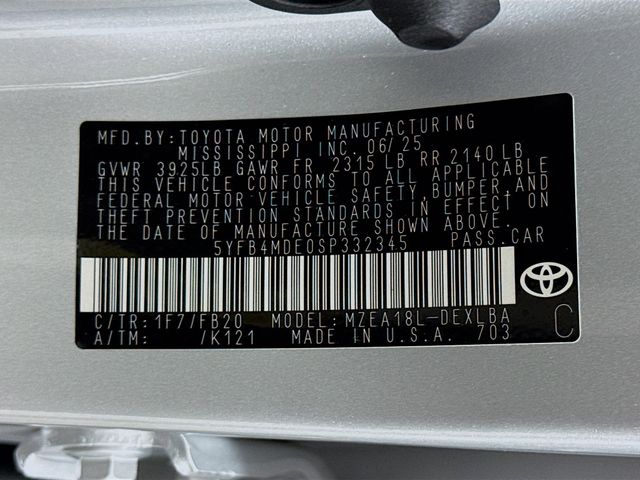 MFD.BY:TOYOTA MOTOR MANUFACTURING
MISSISSIPPI INC. 06/25
GVWR 3925LB GAWR FR 2315 LB RR 2140 LB
THIS VEHICLE CONFORMS TO ALL APPLICABLE
FEDERAL MOTOR VEHICLE SAFETY, BUMPER, AND
THEFT PREVENTION STANDARDS IN EFFECT ON
THE DATE OF MANUFACTURE SHOWN ABOVE.
5YFB4MDE0SP332345 PASS.CAR
C/TR:1F7/FB20 MODEL:MZEA18L-DEXLBA
A/TM: /K121 MADE IN U.S.A. 703
C